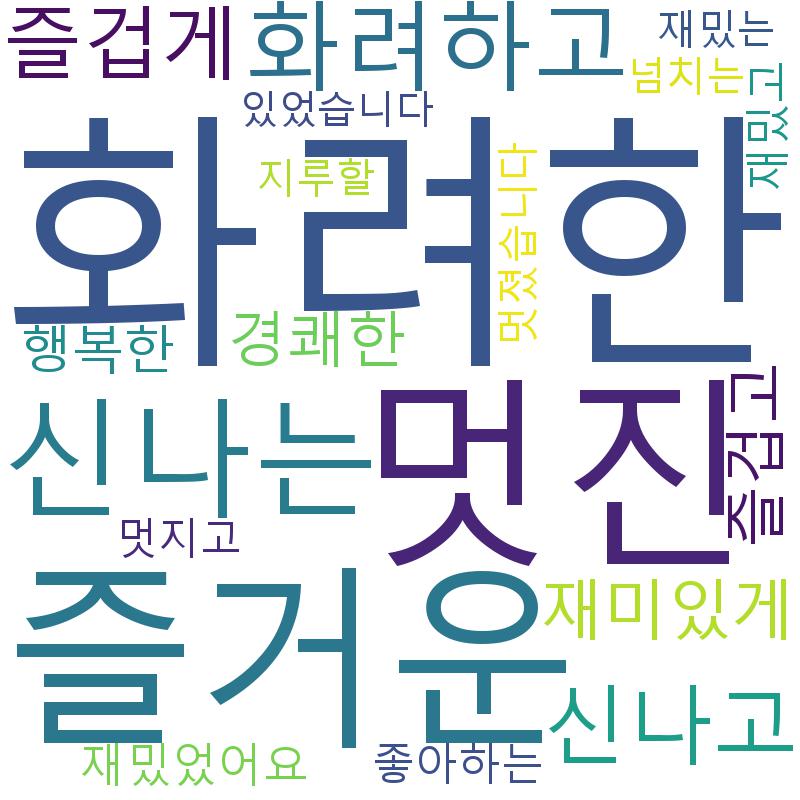 즐겁게 화려하고 재밌는
넘치는
있었습니다
재밌고
화려한
지루할
멋졌습니다
행복한 경쾌한
신나는 멋진
즐겁고
멋지고
즐거운 재미있게
신나고
재밌었어요 좋아하는